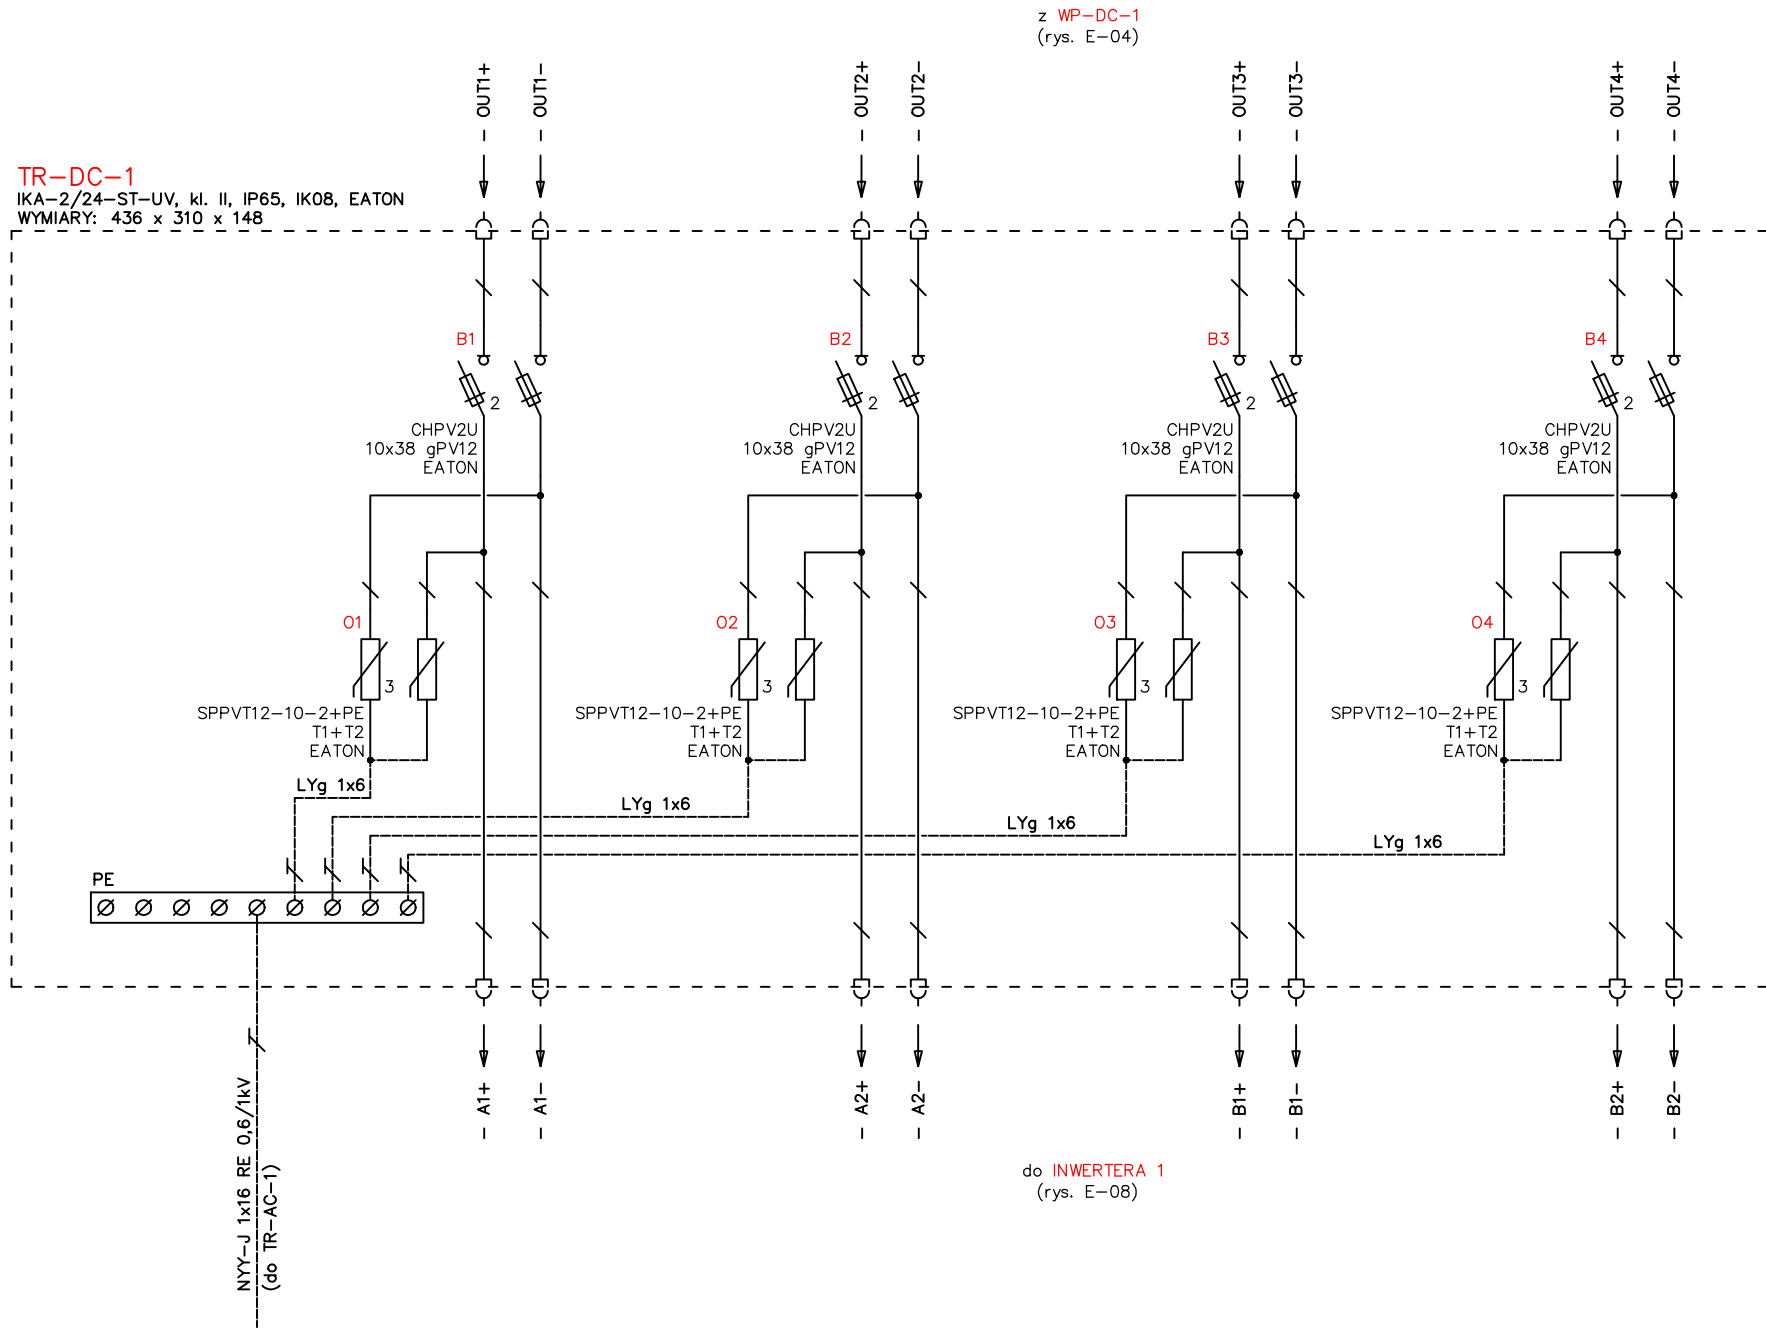 z WP-DC-1
(rys. E-04)
OUT1+
OUT1-
OUT2+
OUT2-
OUT3+
OUT3-
OUT4+
OUT4-
TR-DC-1
IKA-2/24-ST-UV, kl. II, IP65, IK08, EATON
WYMIARY: 436 x 310 x 148
B1
B2
B3
B4
2
2
2
2
CHPV2U
10x38 gPV12
EATON
CHPV2U
10x38 gPV12
EATON
CHPV2U
10x38 gPV12
EATON
CHPV2U
10x38 gPV12
EATON
O1
O2
O3
O4
3
3
3
3
SPPVT12-10-2+PE
T1+T2
EATON
SPPVT12-10-2+PE
T1+T2
EATON
SPPVT12-10-2+PE
T1+T2
EATON
SPPVT12-10-2+PE
T1+T2
EATON
LYg 1x6
LYg 1x6
LYg 1x6
LYg 1x6
PE
A1+
A1-
A2+
A2-
B1+
B1-
B2+
B2-
NYY-J 1x16 RE 0,6/1kV
(do TR-AC-1)
do INWERTERA 1
(rys. E-08)